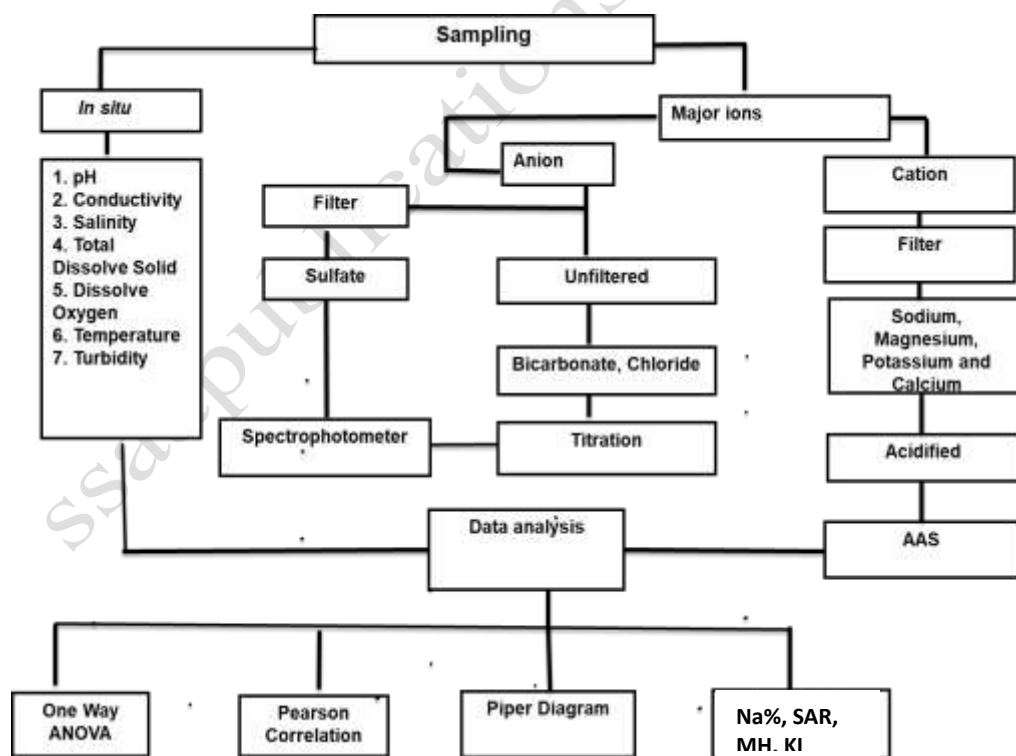 Sampling
In situ
Major ions
1. pH
2. Conductivity
3. Salinity
4. Total
Dissolve Solid
5. Dissolve
Oxygen
6. Temperature
7. Turbidity
Anion
Cation
Filter
Filter
Sulfate
Unfiltered
Sodium,
Magnesium,
Potassium and
Calcium
Bicarbonate, Chloride
Spectrophotometer
Titration
Acidified
Data analysis
AAS
One Way
ANOVA
Pearson
Correlation
Piper Diagram
Na%, SAR,
MH, KI